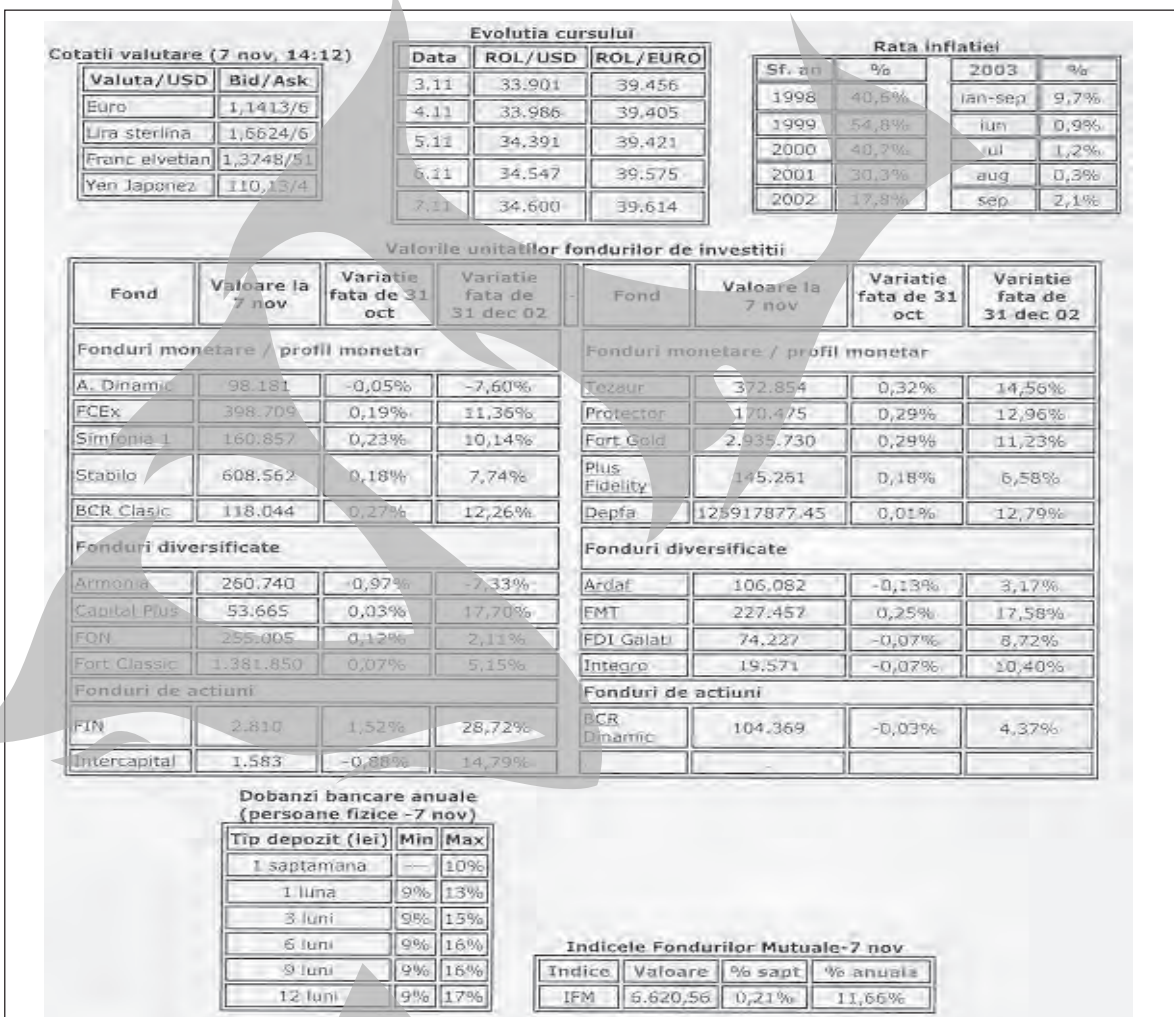 Cotatii valutare (7 nov, 14:12)
Valuta/USD Bid/Ask
Euro 1,1413/6
Lira sterlina 1,6624/6
Franc elvetian 1,3748/51
Yen Japonez 110,13/4
Evolutia cursului
Data ROL/USD ROL/EURO
3.11 33.901 39.456
4.11 33.986 39.405
5.11 34.391 39.421
6.11 34.547 39.575
7.11 34.600 39.614
Rata inflatiei
Sf. an % 2003 %
1998 40,6% ian-sep 9,7%
1999 54,8% iun 0,9%
2000 40,7% iul 1,2%
2001 30,3% aug 0,3%
2002 17,8% sep 2,1%
Valorile unitatilor fondurilor de investitii
Fond Valoare la 7 nov Variatie fata de 31 oct Variatie fata de 31 dec 02 - Fond Valoare la 7 nov Variatie fata de 31 oct Variatie fata de 31 dec 02
Fonduri monetare / profil monetar Fonduri monetare / profil monetar
A. Dinamic 98.181 -0,05% -7,60% Tezaur 372.854 0,32% 14,56%
FCEx 398.709 0,19% 11,36% Protector 170.475 0,29% 12,96%
Simfonia 1 160.857 0,23% 10,14% Fort Gold 2.935.730 0,29% 11,23%
Stabilo 608.562 0,18% 7,74% Plus Fidelity 145.261 0,18% 6,58%
BCR Clasic 118.044 0,27% 12,26% Depfa 125917877.45 0,01% 12,79%
Fonduri diversificate Fonduri diversificate
Armonia 260.740 -0,97% -7,33% Ardaf 106.082 -0,13% 3,17%
Capital Plus 53.665 0,03% 17,70% FMT 227.457 0,25% 17,58%
FON 255.005 0,12% 2,11% FDI Galati 74.227 -0,07% 8,72%
Fort Classic 1.381.850 0,07% 5,15% Integro 19.571 -0,07% 10,40%
Fonduri de actiuni Fonduri de actiuni
FIN 2.810 1,52% 28,72% BCR Dinamic 104.369 -0,03% 4,37%
Intercapital 1.583 -0,88% 14,79%
Dobanzi bancare anuale
(persoane fizice -7 nov)
Tip depozit (lei) Min Max
1 saptamana — 10%
1 luna 9% 13%
3 luni 9% 15%
6 luni 9% 16%
9 luni 9% 16%
12 luni 9% 17%
Indicele Fondurilor Mutuale-7 nov
Indice Valoare % sapt % anuala
IFM 6.620,56 0,21% 11,66%